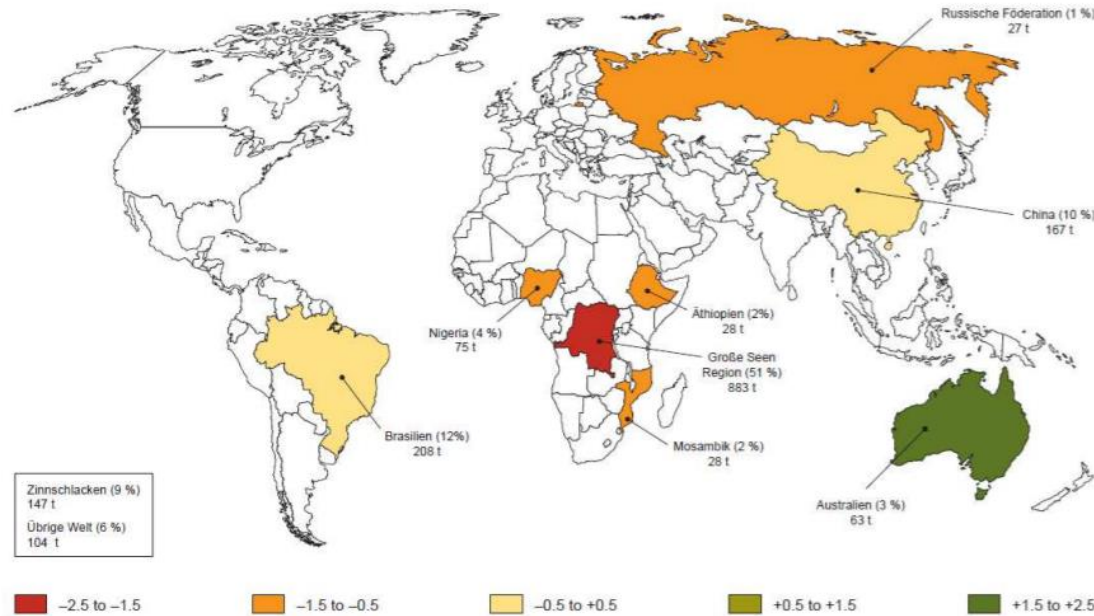 Russische Föderation (1 %)
27 t
China (10 %)
167 t
Nigeria (4 %)
75 t
Äthiopien (2%)
28 t
Große Seen
Region (51 %)
883 t
Brasilien (12%)
208 t
Mosambik (2 %)
28 t
Zinnschlacken (9 %)
147 t
Übrige Welt (6 %)
104 t
Australien (3 %)
63 t
–2.5 to –1.5
–1.5 to –0.5
–0.5 to +0.5
+0.5 to +1.5
+1.5 to +2.5